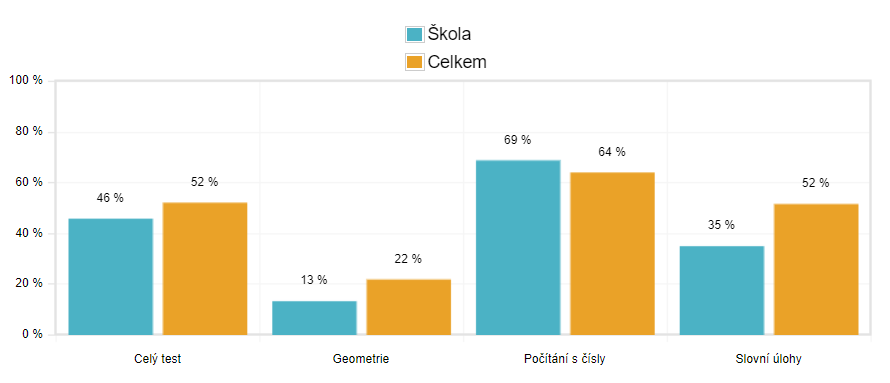 Škola
Celkem
100 %
80 %
60 %
40 %
20 %
0 %
46 %
52 %
13 %
22 %
69 %
64 %
35 %
52 %
Celý test
Geometrie
Počítání s čísly
Slovní úlohy